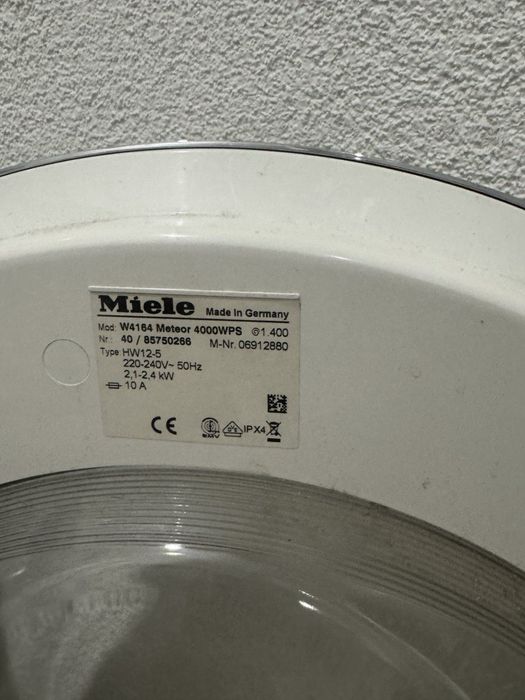 Miele Made in Germany
Mod: W4164 Meteor 4000WPS 1.400
Nr.: 40 / 85750266 M-Nr. 06912880
Type: HW12-5
220-240V~ 50Hz
2,1-2,4 kW
10 A
CE IPX4